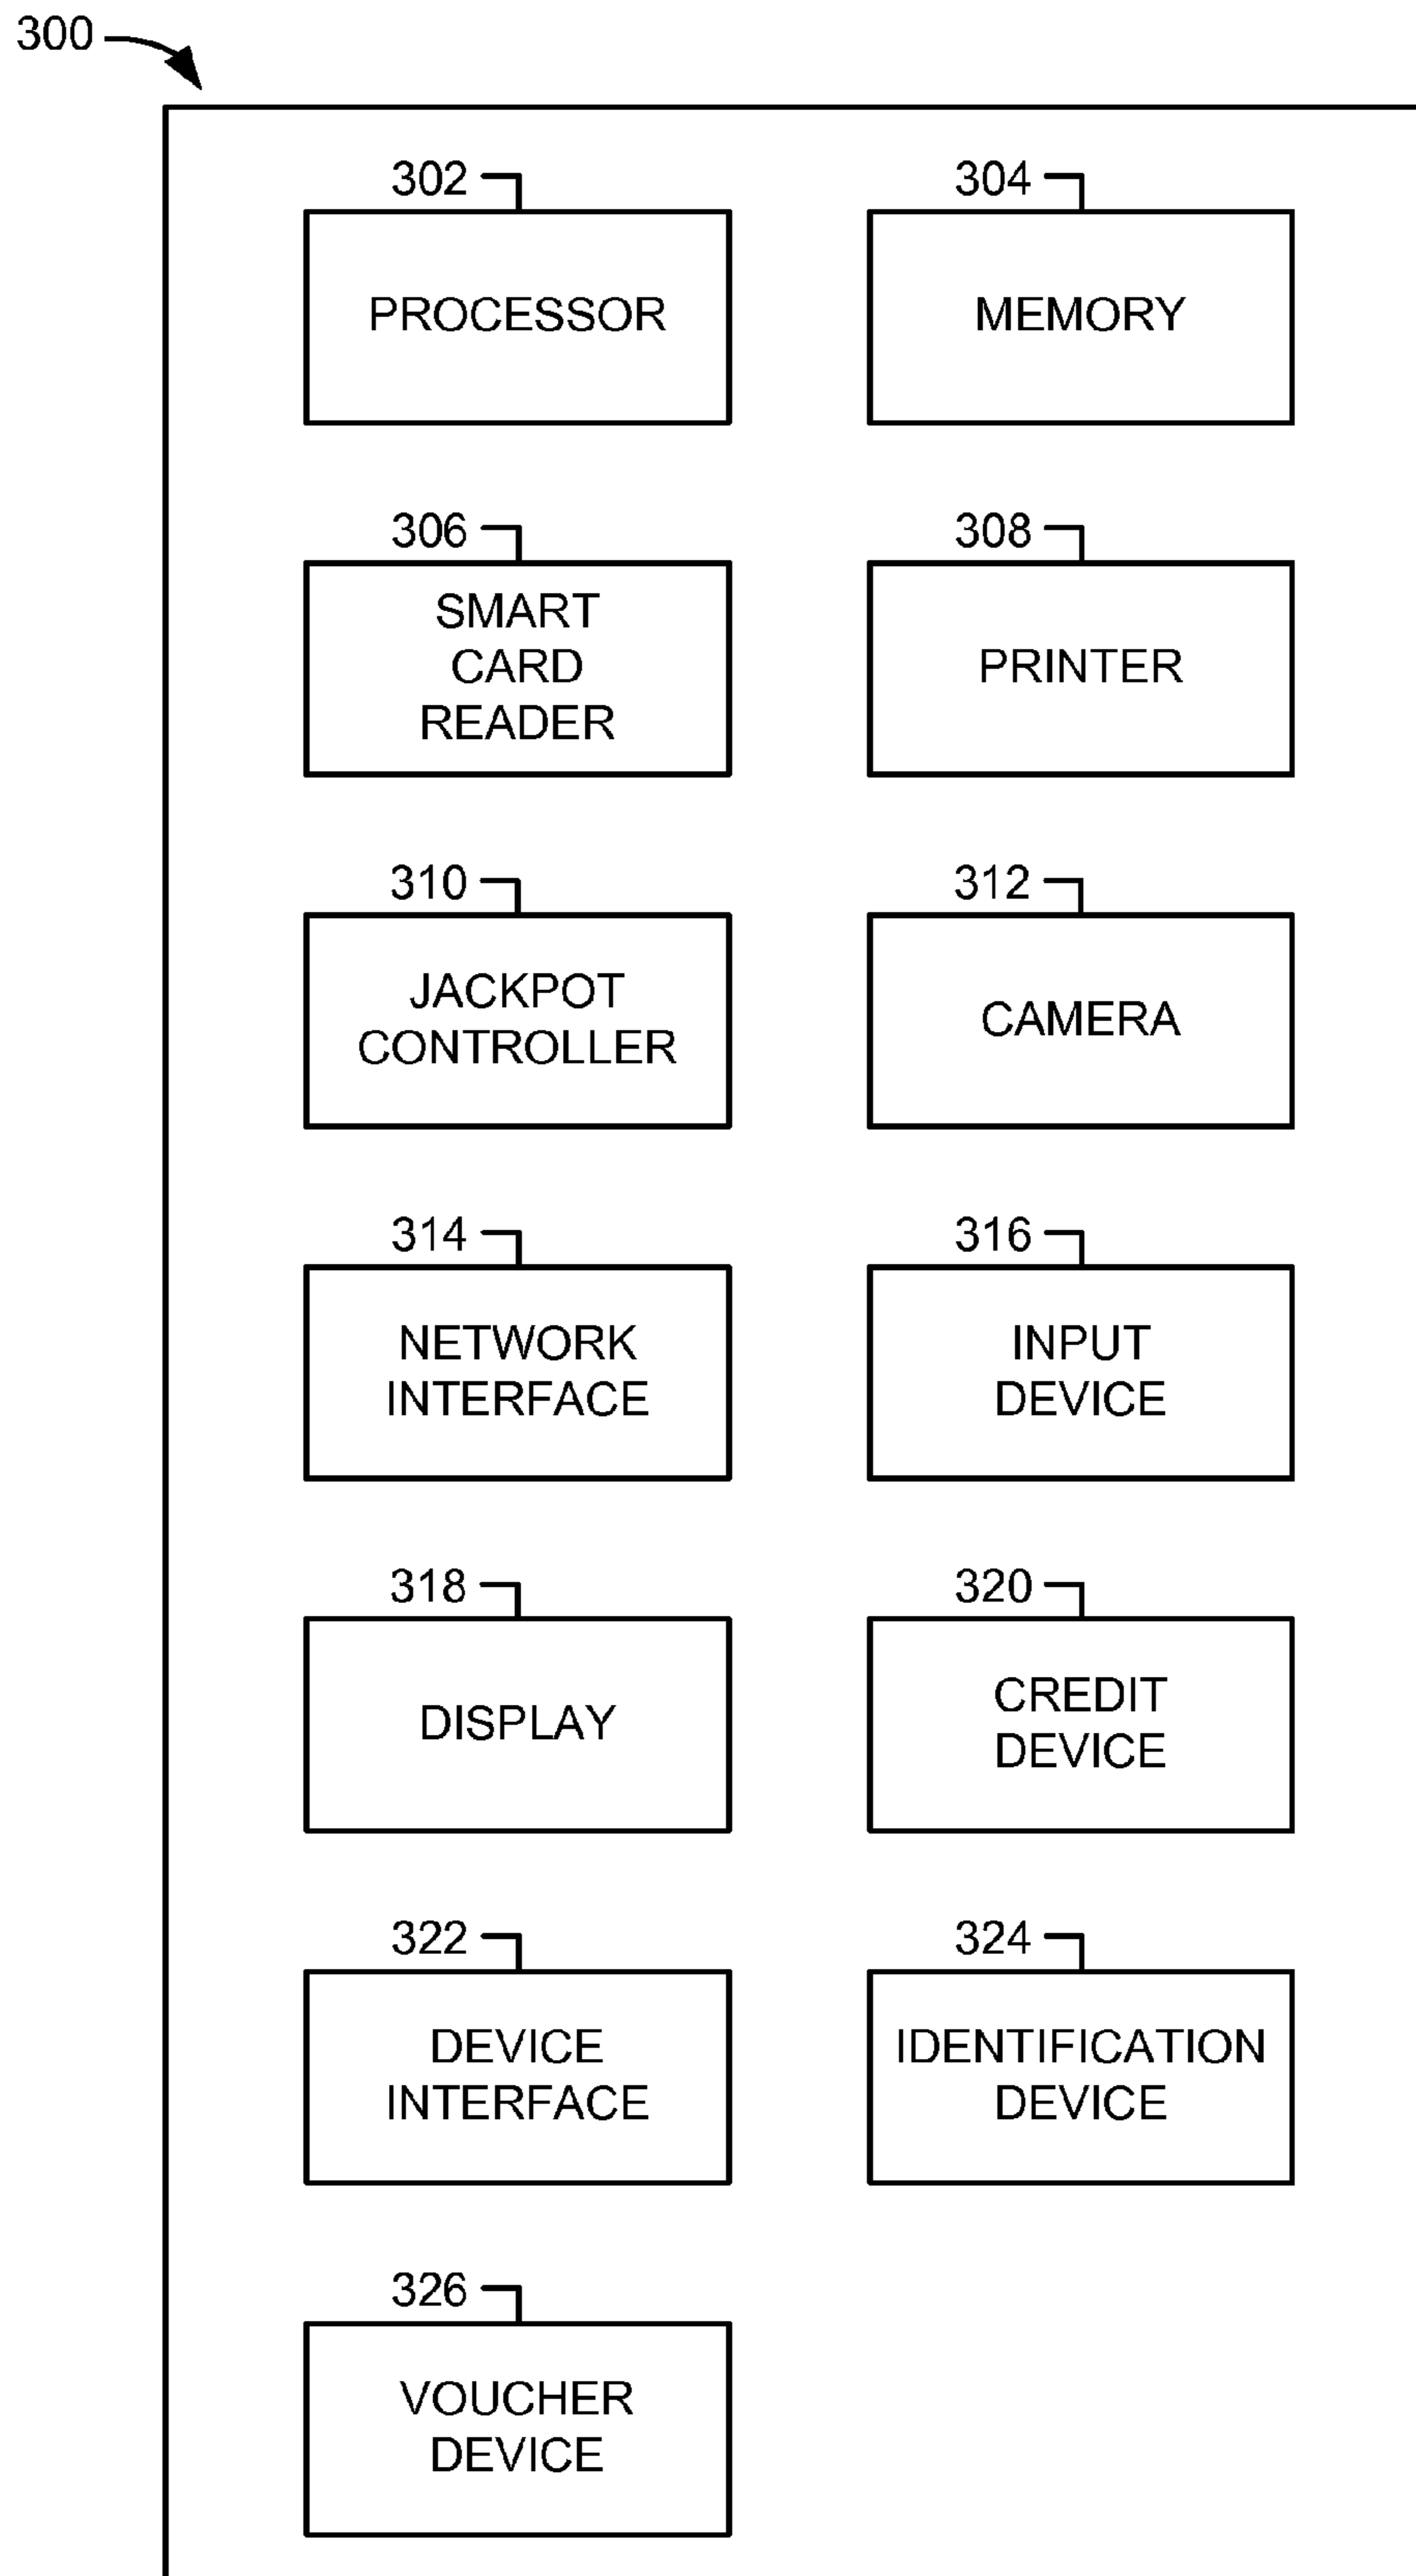 300
302
PROCESSOR
304
MEMORY
306
SMART
CARD
READER
308
PRINTER
310
JACKPOT
CONTROLLER
312
CAMERA
314
NETWORK
INTERFACE
316
INPUT
DEVICE
318
DISPLAY
320
CREDIT
DEVICE
322
DEVICE
INTERFACE
324
IDENTIFICATION
DEVICE
326
VOUCHER
DEVICE